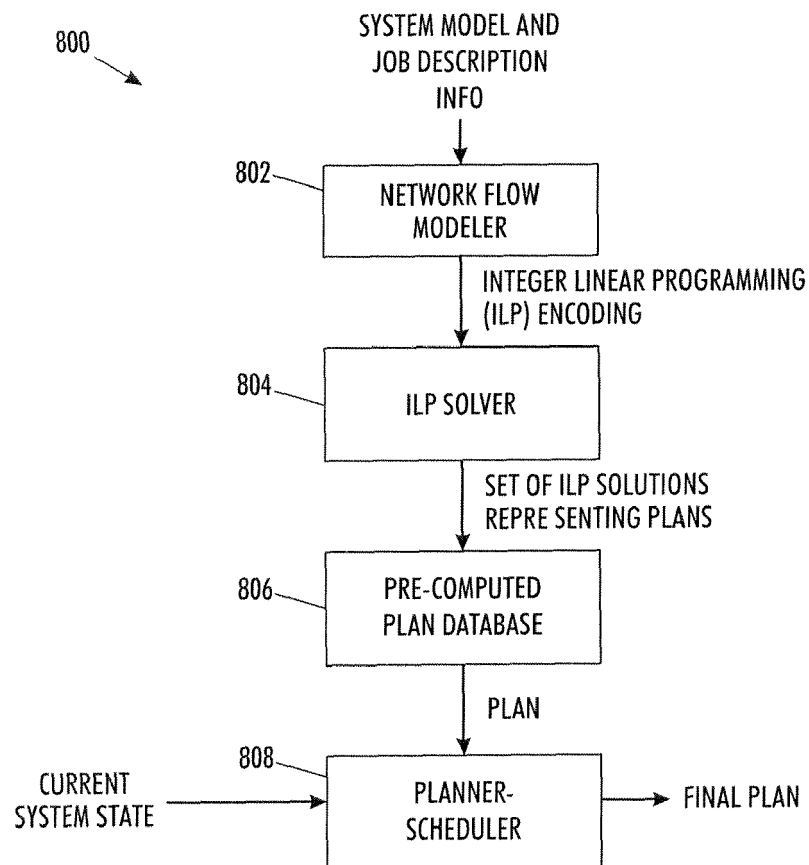 800
SYSTEM MODEL AND
JOB DESCRIPTION
INFO
802
NETWORK FLOW
MODELER
INTEGER LINEAR PROGRAMMING
(ILP) ENCODING
804
ILP SOLVER
SET OF ILP SOLUTIONS
REPRE SENTING PLANS
806
PRE-COMPUTED
PLAN DATABASE
PLAN
808
CURRENT
SYSTEM STATE
PLANNER-
SCHEDULER
FINAL PLAN